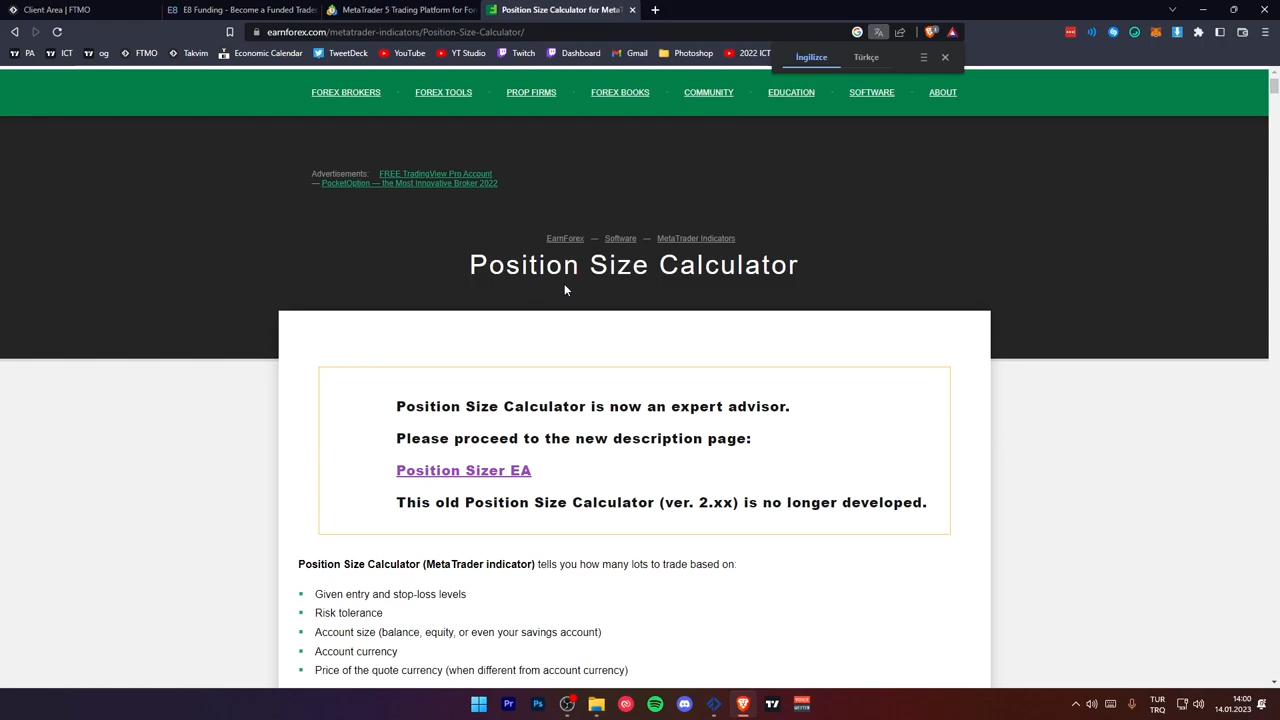 Client Area | FTMO
E8 E8 Funding - Become a Funded Trader
MetaTrader 5 Trading Platform for For
Position Size Calculator for MetaT
earnforex.com/metatrader-indicators/Position-Size-Calculator/
PA
ICT
og
FTMO
Takvim
Economic Calendar
TweetDeck
YouTube
YT Studio
Twitch
Dashboard
Gmail
Photoshop
2022 ICT
İngilizce
Türkçe
FOREX BROKERS
FOREX TOOLS
PROP FIRMS
FOREX BOOKS
COMMUNITY
EDUCATION
SOFTWARE
ABOUT
Advertisements: FREE TradingView Pro Account
— PocketOption — the Most Innovative Broker 2022
EarnForex — Software — MetaTrader Indicators
Position Size Calculator
Position Size Calculator is now an expert advisor.
Please proceed to the new description page:
Position Sizer EA
This old Position Size Calculator (ver. 2.xx) is no longer developed.
Position Size Calculator (MetaTrader indicator) tells you how many lots to trade based on:
Given entry and stop-loss levels
Risk tolerance
Account size (balance, equity, or even your savings account)
Account currency
Price of the quote currency (when different from account currency)
Pr
Ps
TUR
TRQ
14:00
14.01.2023